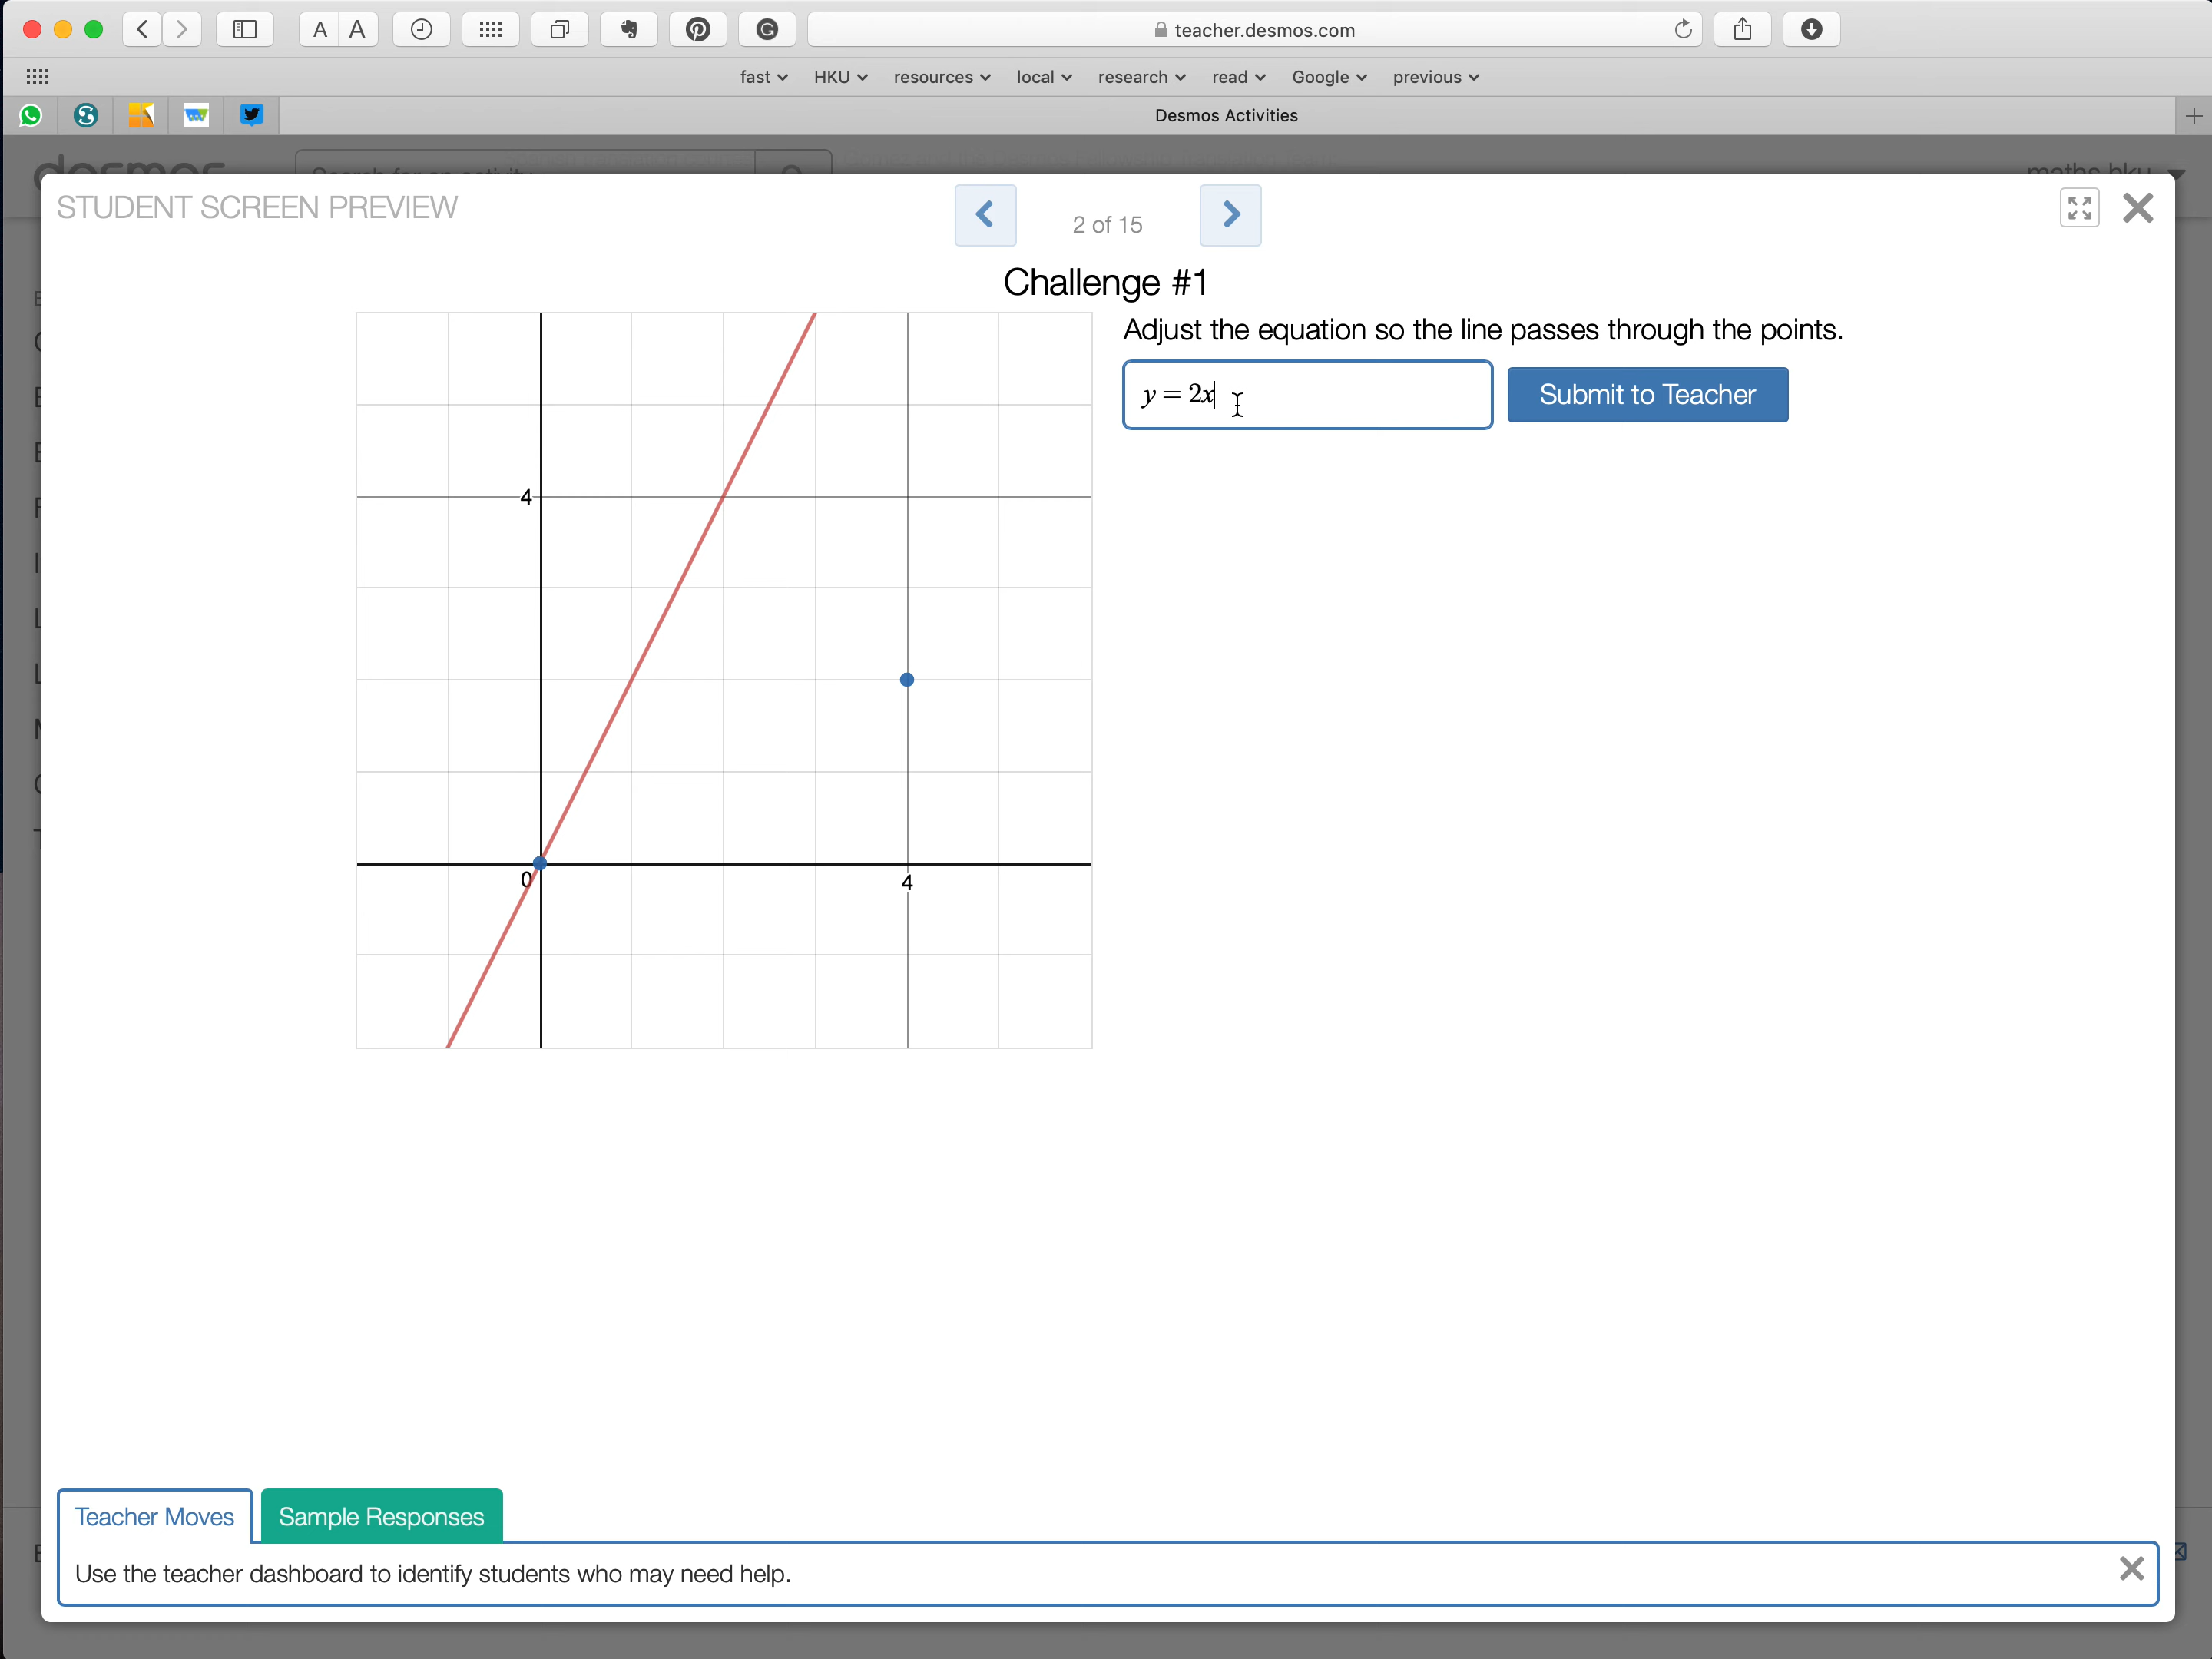 A A
teacher.desmos.com
fast HKU resources local research read Google previous
Desmos Activities
STUDENT SCREEN PREVIEW
2 of 15
Challenge #1
Adjust the equation so the line passes through the points.
y = 2x
Submit to Teacher
4
0
4
Teacher Moves
Sample Responses
Use the teacher dashboard to identify students who may need help.